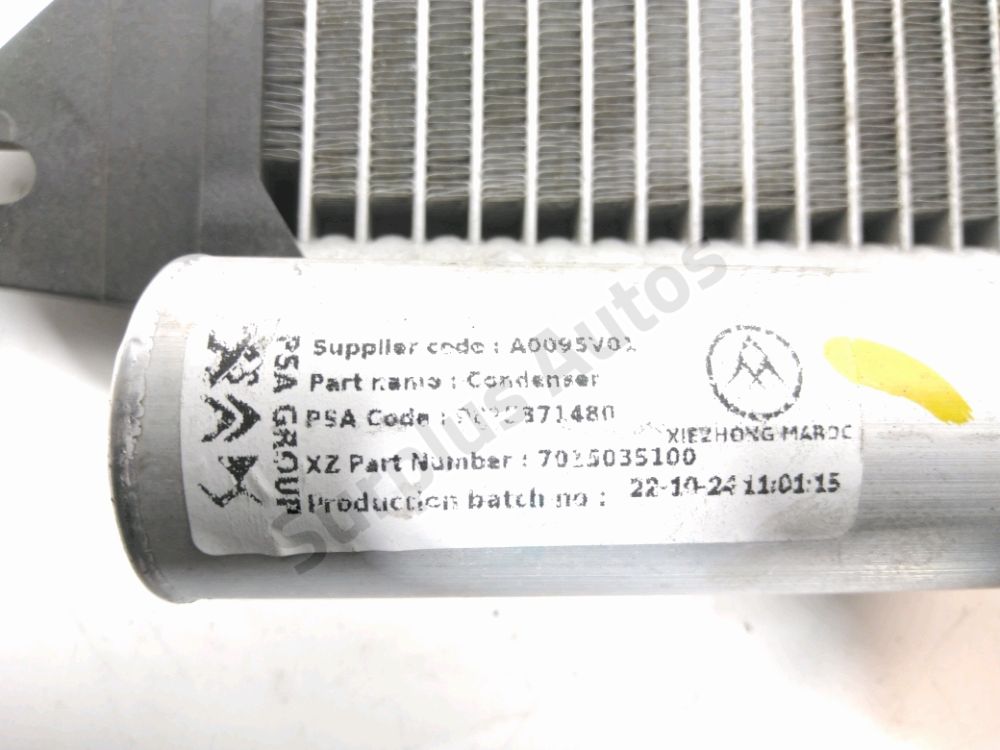 PSA GROUP
Supplier code : A0095V01
Part name : Condenser
PSA Code :
XZ Part Number : 7025035100
Production batch no : 22-10-24 11:01:15
XIEZHONG MAROC
Surplus Autos